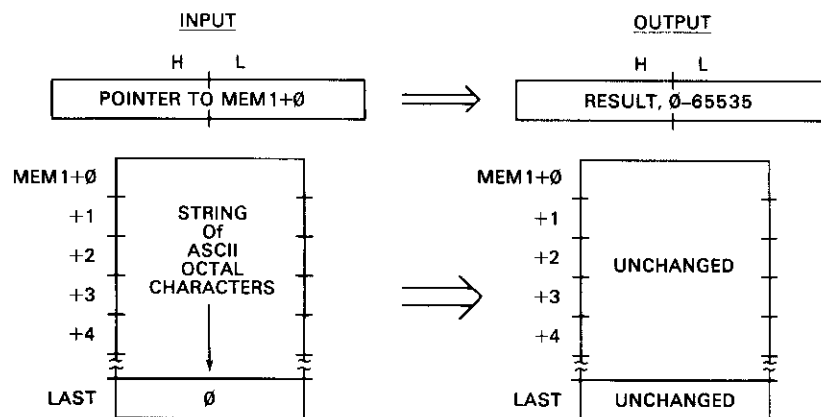 INPUT
H L
POINTER TO MEM1+Ø
MEM1+Ø
+1
+2
+3
+4
LAST
STRING
Of
ASCII
OCTAL
CHARACTERS
Ø
OUTPUT
H L
RESULT, Ø–65535
MEM1+Ø
+1
+2
+3
+4
LAST
UNCHANGED
UNCHANGED